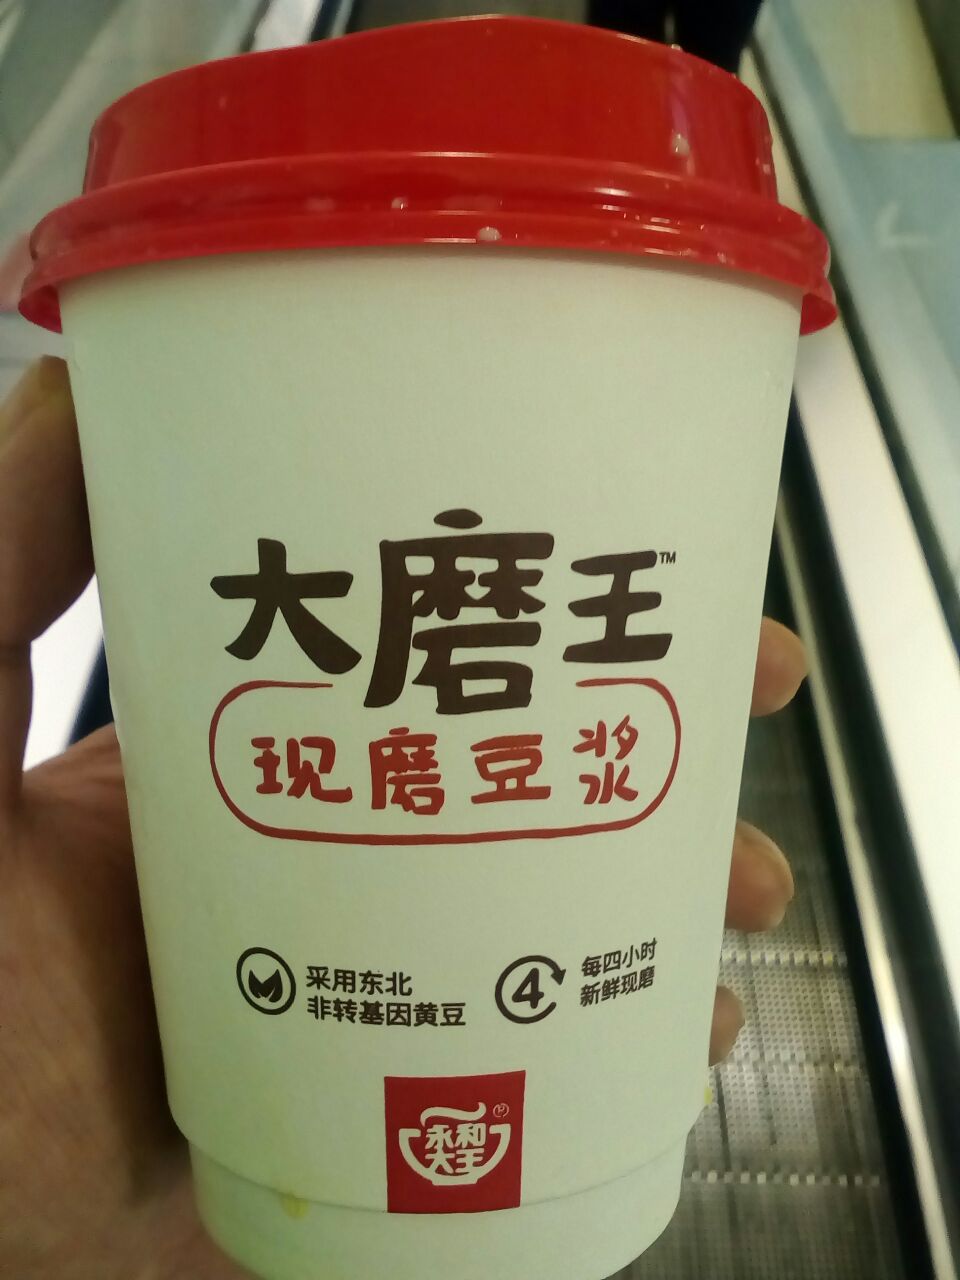 大磨王™
现磨豆浆
采用东北
非转基因黄豆
4
每四小时
新鲜现磨
永和
大王®